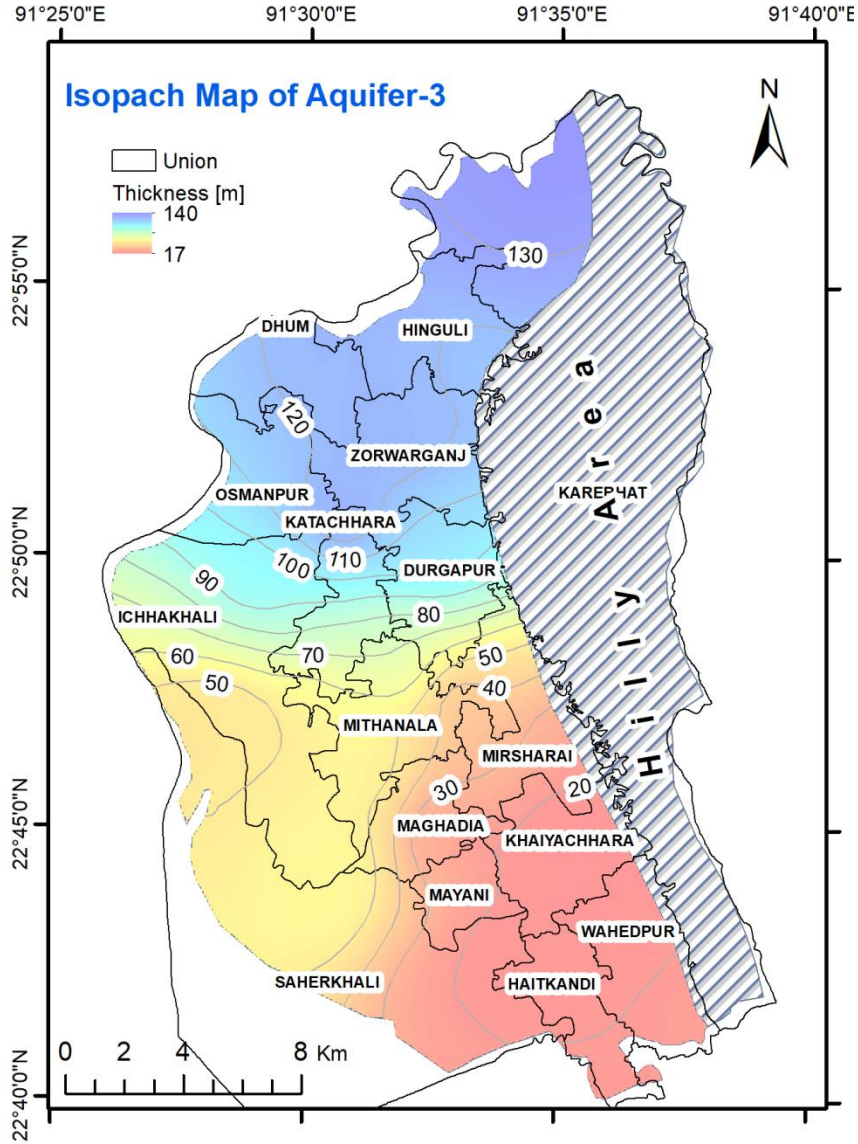 91°25'0"E
91°30'0"E
91°35'0"E
91°40'0"E
Isopach Map of Aquifer-3
N
Union
Thickness [m]
140
17
22°55'0"N
22°50'0"N
22°45'0"N
22°40'0"N
130
DHUM
HINGULI
120
ZORWARGANJ
OSMANPUR
KATACHHARA
KARERHAT
Hilly Area
100
110
DURGAPUR
90
ICHHAKHALI
80
60
70
50
50
40
MITHANALA
MIRSHARAI
30
20
MAGHADIA
KHAIYACHHARA
MAYANI
WAHEDPUR
SAHERKHALI
HAITKANDI
0 2 4 8 Km